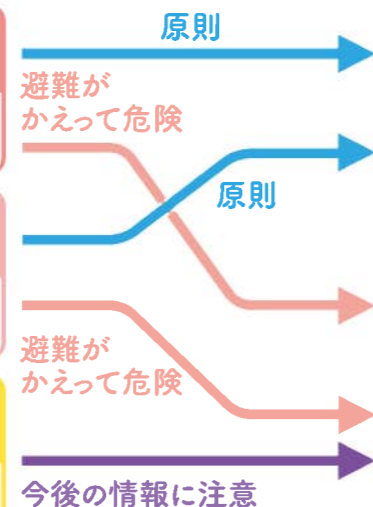 原則
避難が
かえって危険
原則
避難が
かえって危険
今後の情報に注意